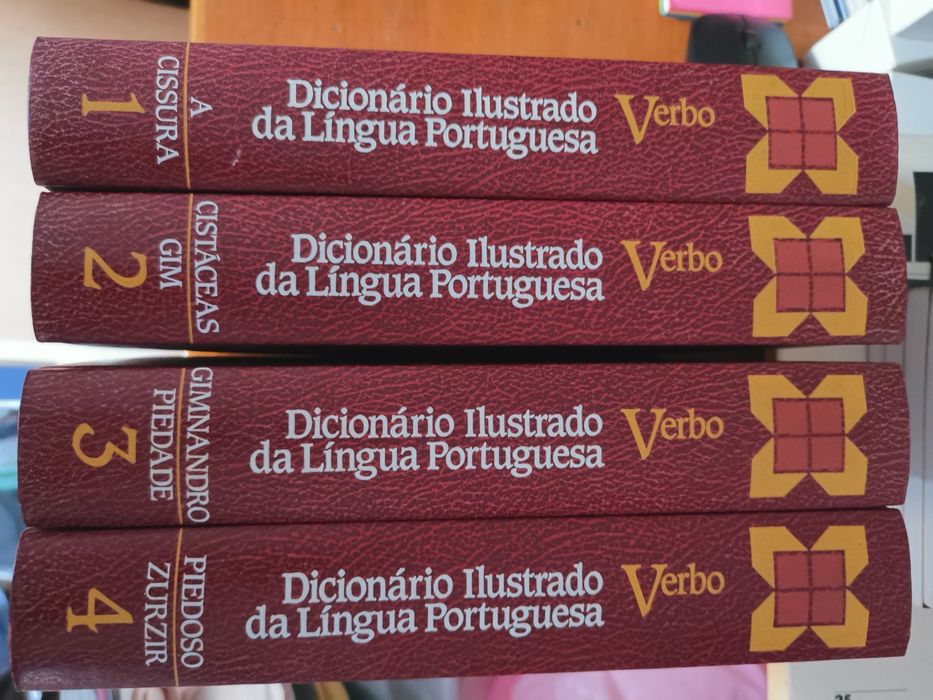 A
CISSURA
1
Dicionário Ilustrado
da Língua Portuguesa
Verbo
CISTÁCEAS
GIM
2
Dicionário Ilustrado
da Língua Portuguesa
Verbo
GIMNANDRO
PIEDADE
3
Dicionário Ilustrado
da Língua Portuguesa
Verbo
PIEDOSO
ZURZIR
4
Dicionário Ilustrado
da Língua Portuguesa
Verbo